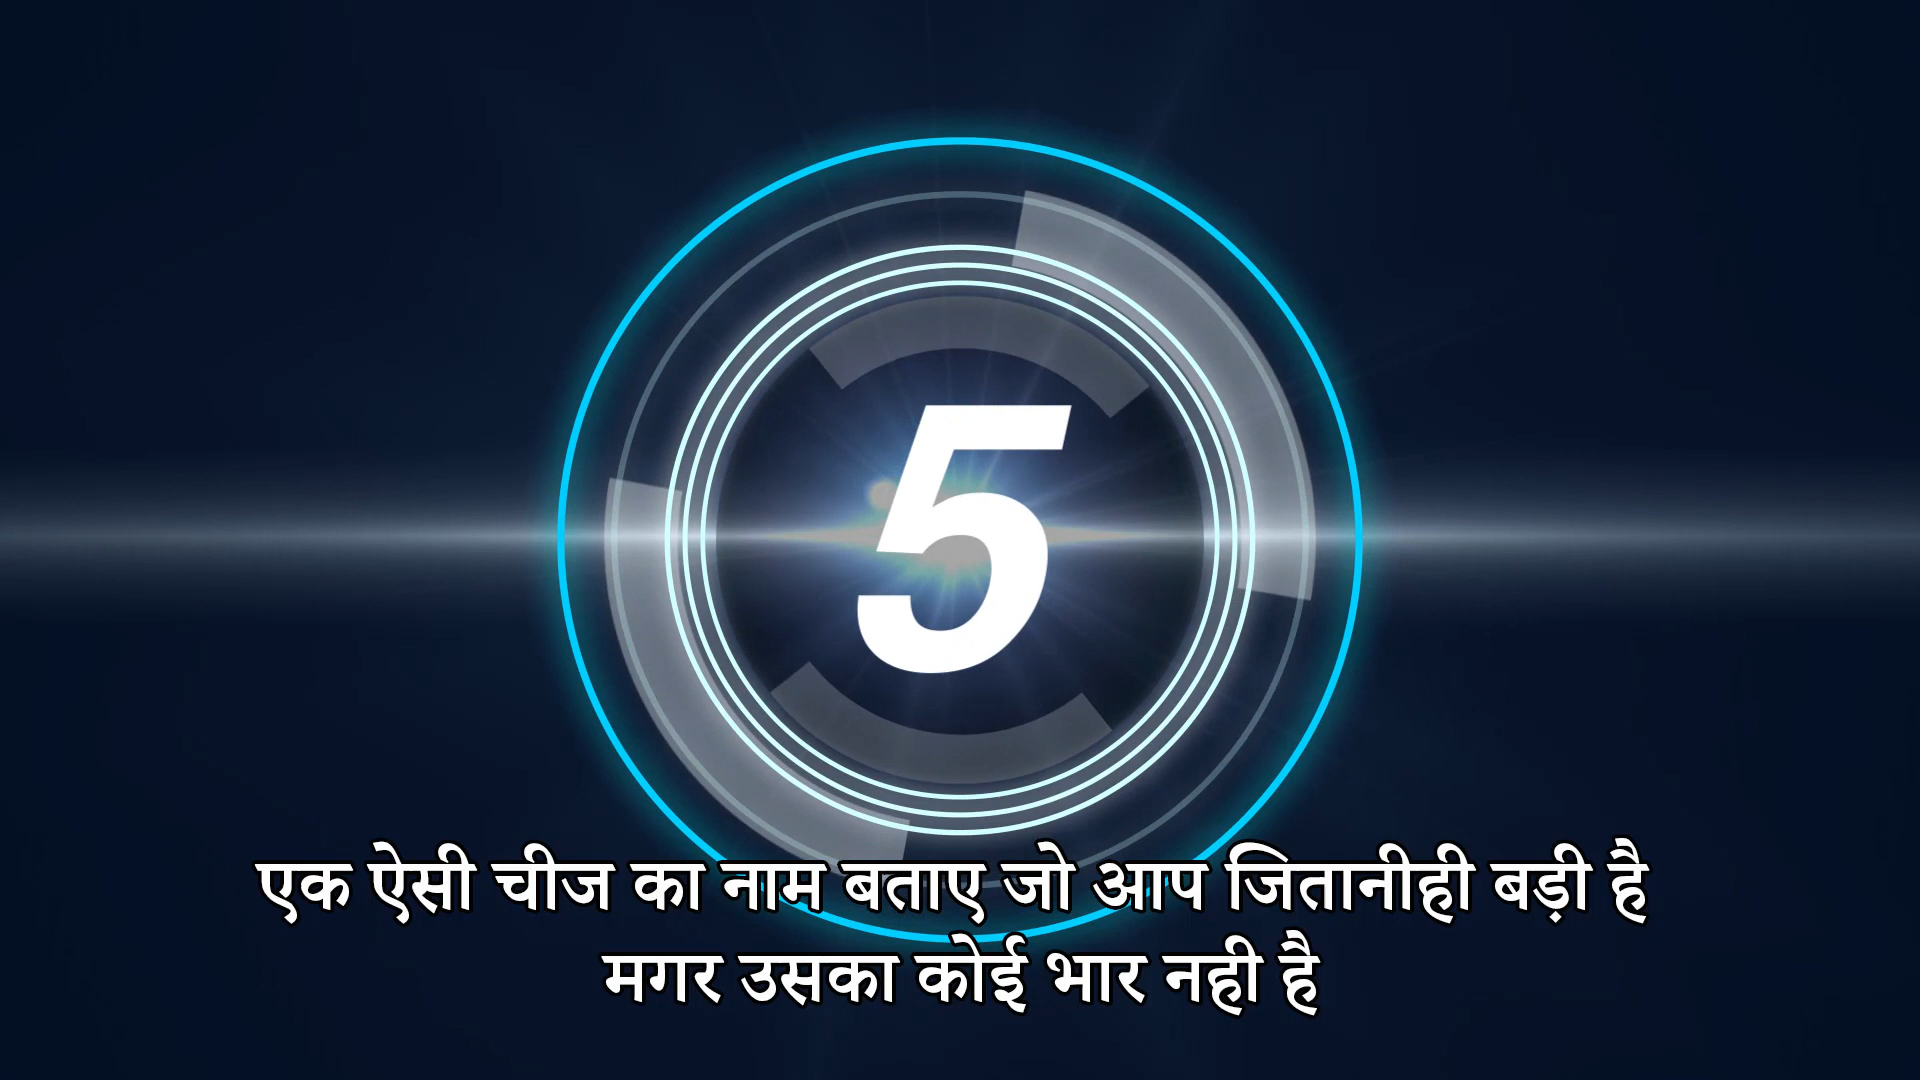 5
एक ऐसी चीज का नाम बताए जो आप जितानीही बड़ी है
मगर उसका कोई भार नही है